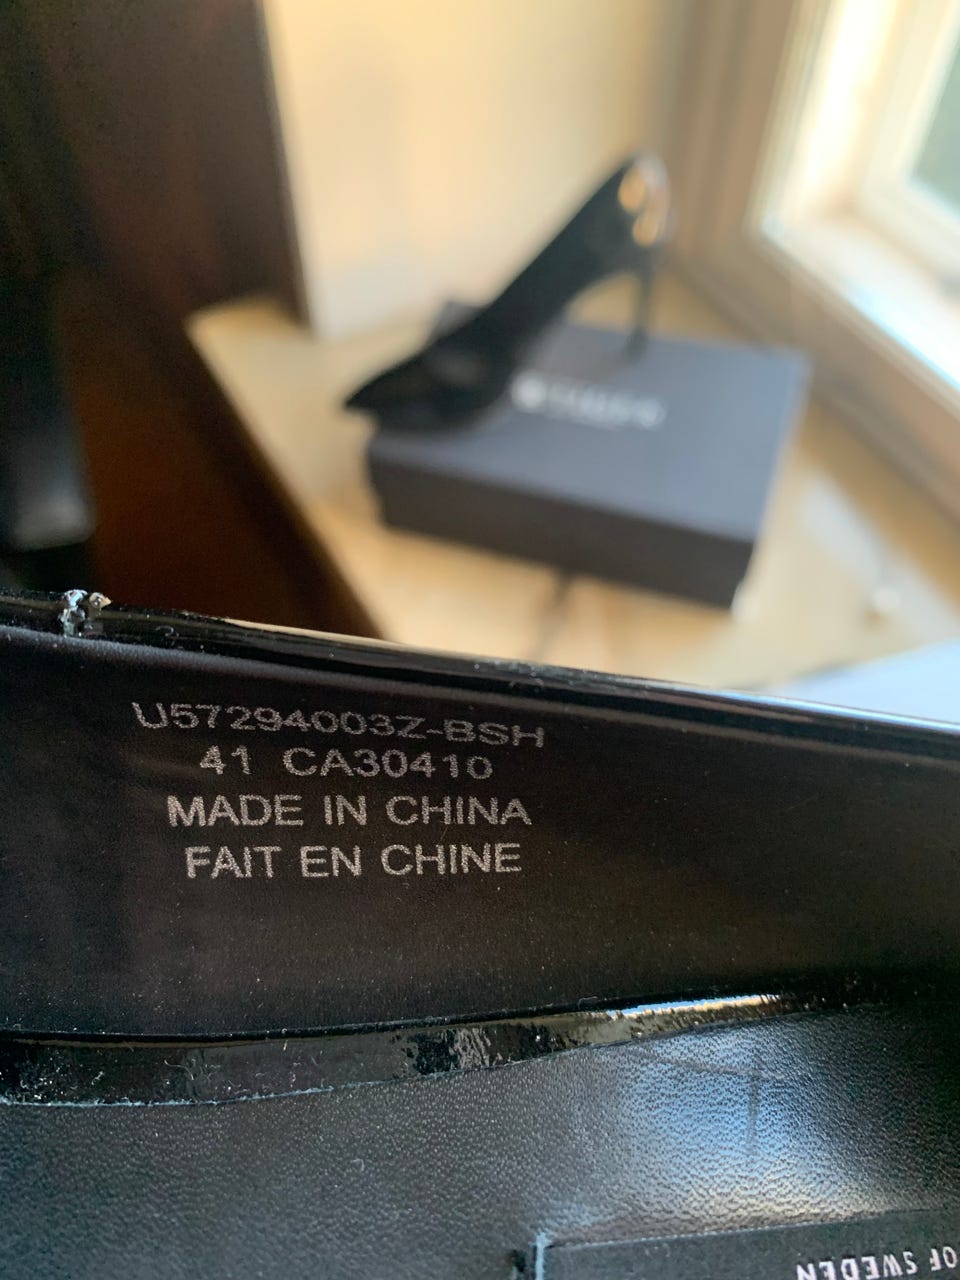 U57294003Z-BSH
41 CA30410
MADE IN CHINA
FAIT EN CHINE
OF SWEDEN